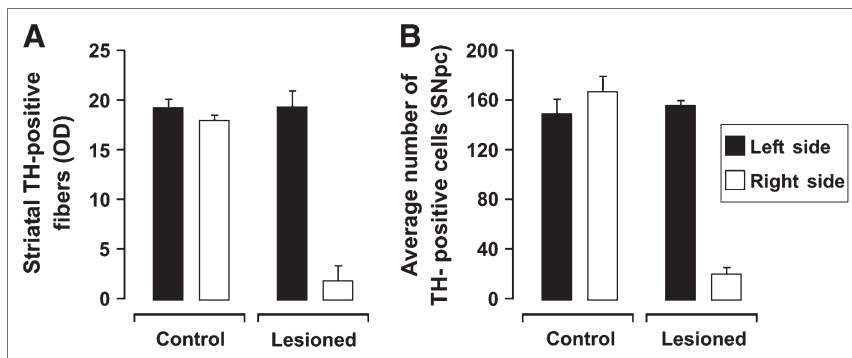 A
Striatal TH-positive
fibers (OD)
25
20
15
10
5
0
Control
Lesioned
B
Average number of
TH- positive cells (SNpc)
200
160
120
80
40
0
Control
Lesioned
Left side
Right side